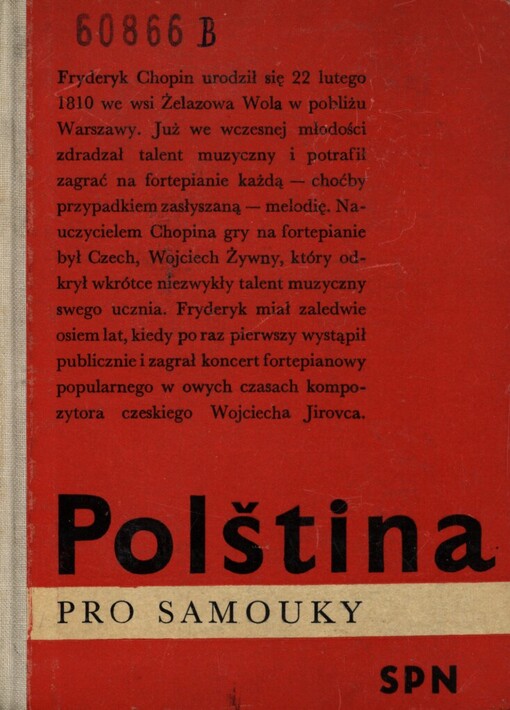 60866 B
Fryderyk Chopin urodził się 22 lutego
1810 we wsi Żelazowa Wola w pobliżu
Warszawy. Już we wczesnej młodości
zdradzał talent muzyczny i potrafił
zagrać na fortepianie każdą — choćby
przypadkiem zasłyszaną — melodię. Na-
uczycielem Chopina gry na fortepianie
był Czech, Wojciech Żywny, który od-
krył wkrótce niezwykły talent muzyczny
swego ucznia. Fryderyk miał zaledwie
osiem lat, kiedy po raz pierwszy wystąpił
publicznie i zagrał koncert fortepianowy
popularnego w owych czasach kompo-
zytora czeskiego Wojciecha Jirovca.
Polština
PRO SAMOUKY
SPN